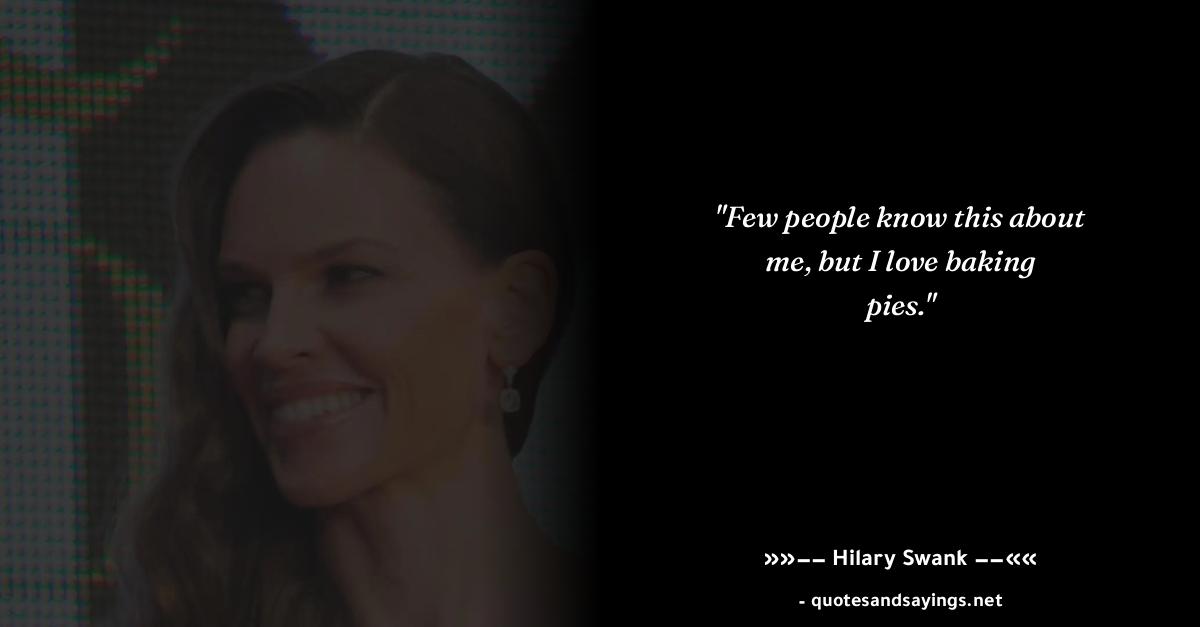 "Few people know this about
me, but I love baking
pies."
»»−− Hilary Swank −−««
- quotesandsayings.net